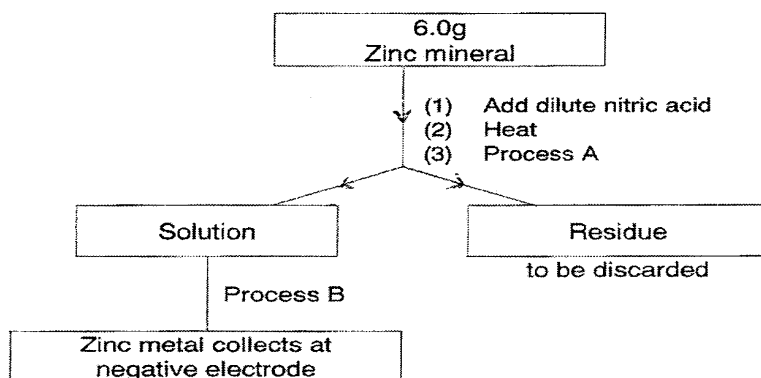 6.0g
Zinc mineral
(1) Add dilute nitric acid
(2) Heat
(3) Process A
Solution
Residue
to be discarded
Process B
Zinc metal collects at
negative electrode